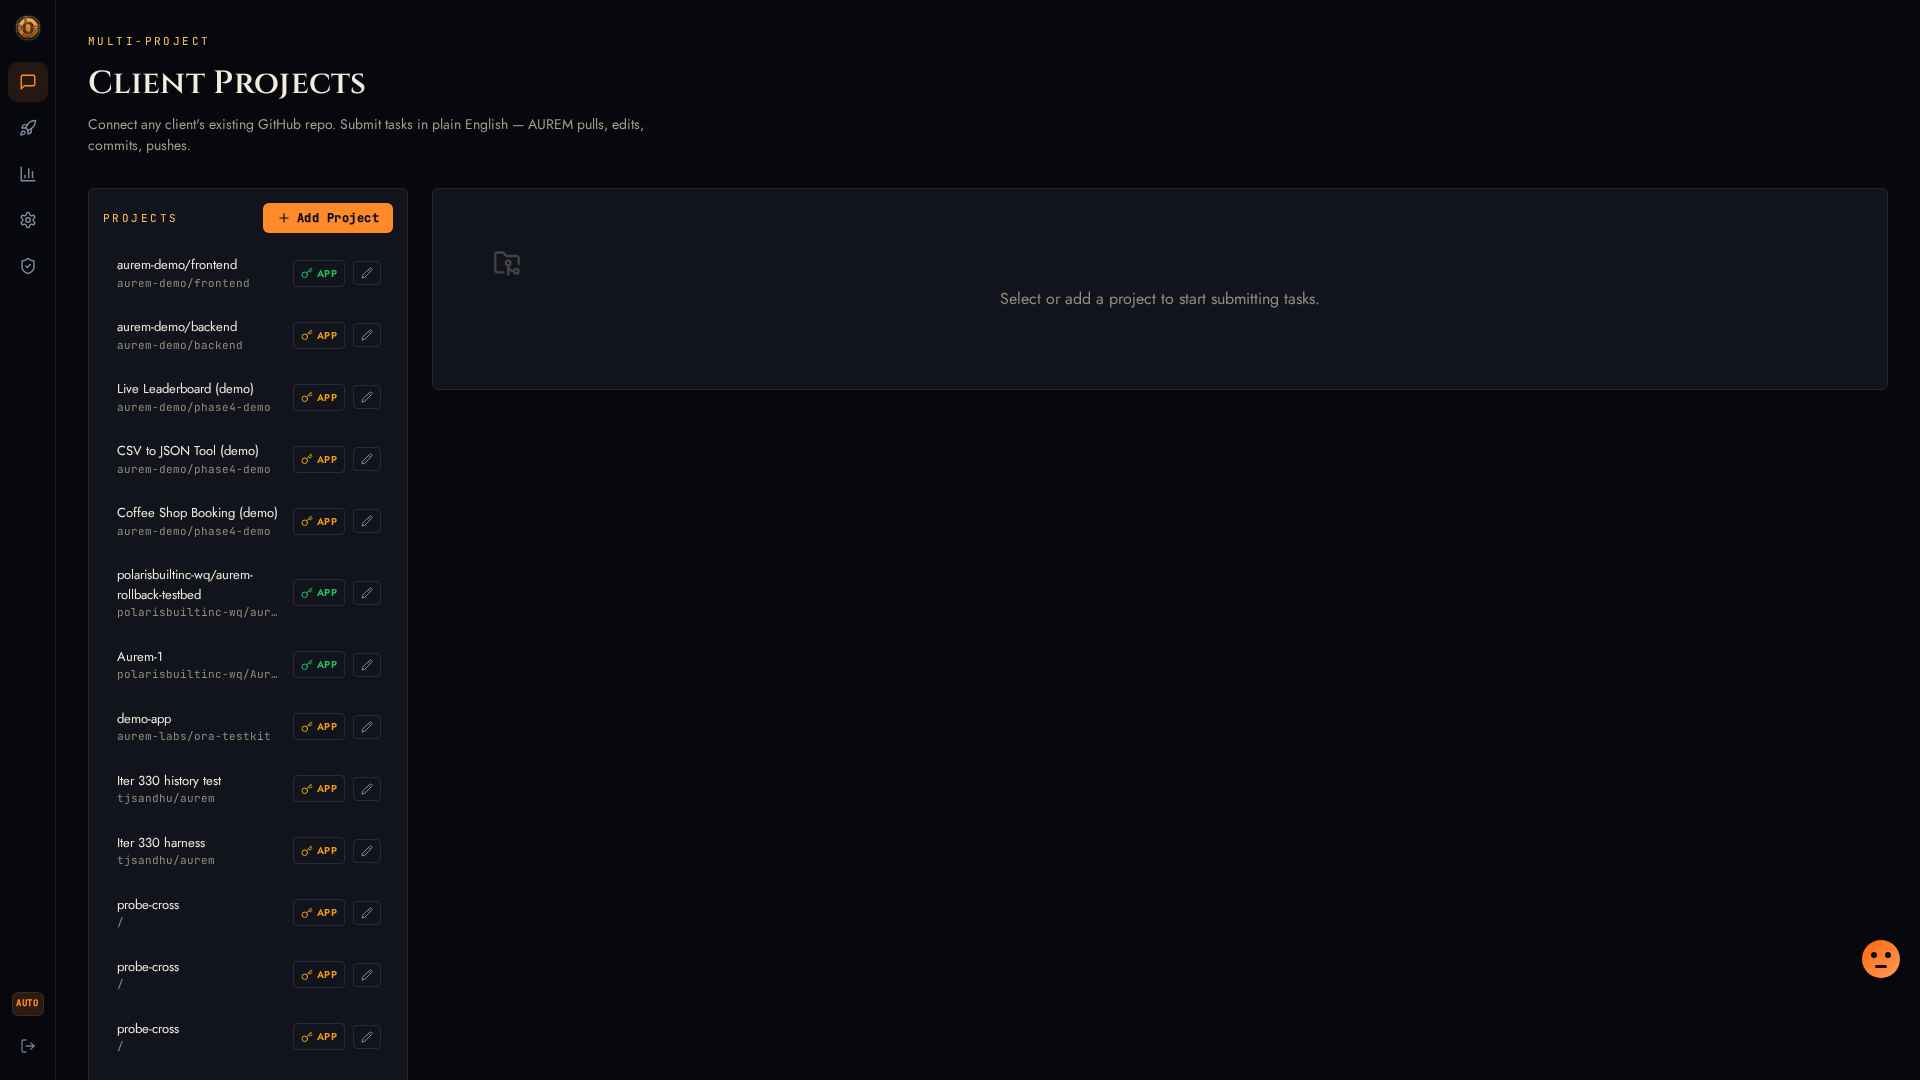 MULTI-PROJECT
Client Projects
Connect any client's existing GitHub repo. Submit tasks in plain English — AUREM pulls, edits,
commits, pushes.
PROJECTS
+ Add Project
aurem-demo/frontend
aurem-demo/frontend
APP
aurem-demo/backend
aurem-demo/backend
APP
Live Leaderboard (demo)
aurem-demo/phase4-demo
APP
CSV to JSON Tool (demo)
aurem-demo/phase4-demo
APP
Coffee Shop Booking (demo)
aurem-demo/phase4-demo
APP
polarisbuiltinc-wq/aurem-
rollback-testbed
polarisbuiltinc-wq/aur…
APP
Aurem-1
polarisbuiltinc-wq/Aur…
APP
demo-app
aurem-labs/ora-testkit
APP
Iter 330 history test
tjsandhu/aurem
APP
Iter 330 harness
tjsandhu/aurem
APP
probe-cross
/
APP
probe-cross
/
APP
probe-cross
/
APP
Select or add a project to start submitting tasks.
AUTO